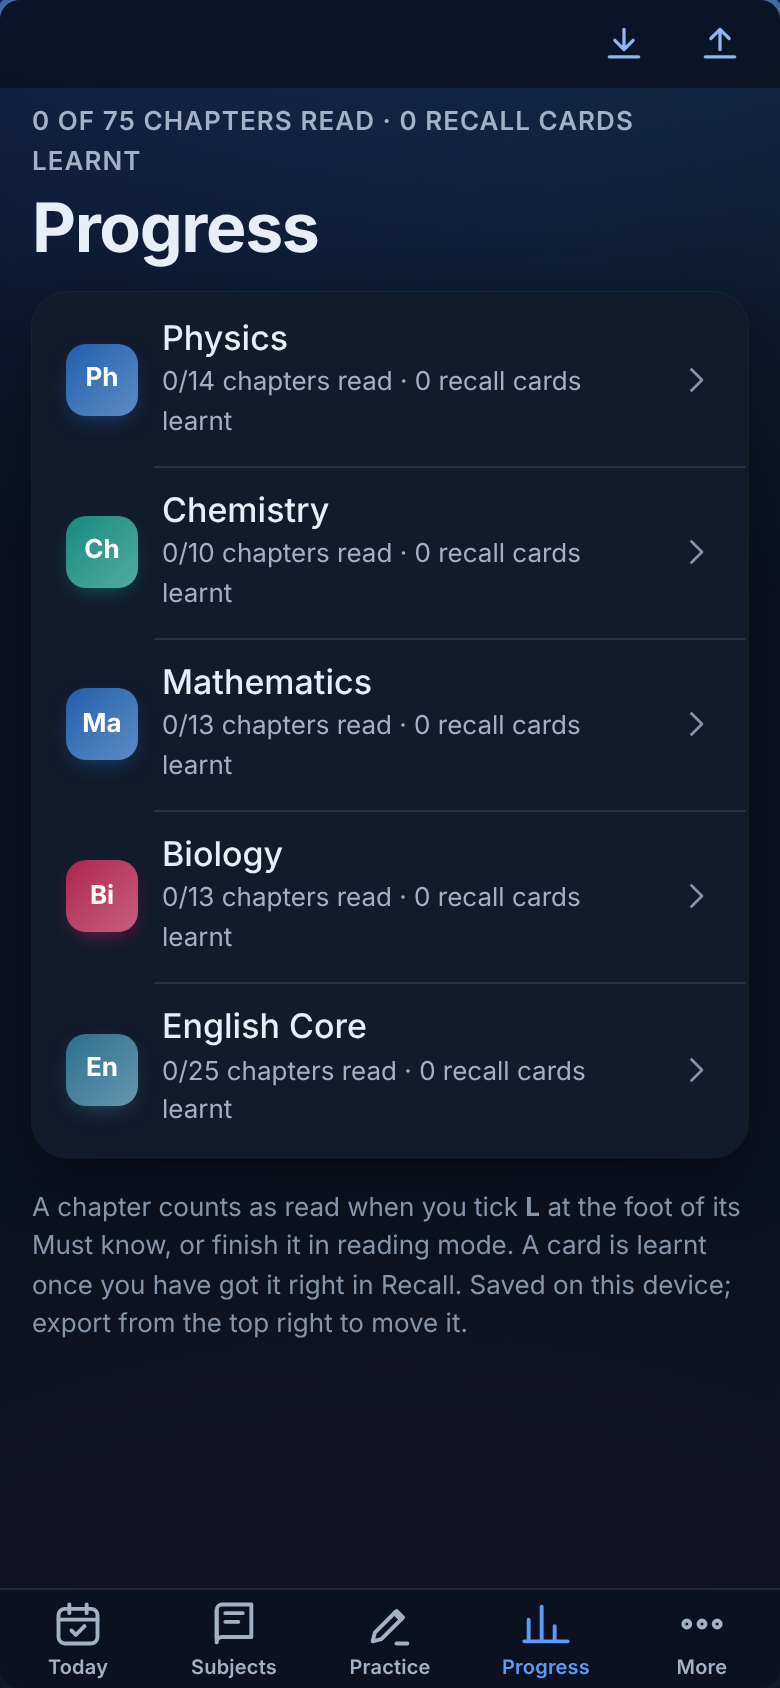 0 OF 75 CHAPTERS READ · 0 RECALL CARDS
LEARNT
Progress
Ph
Physics
0/14 chapters read · 0 recall cards
learnt
Ch
Chemistry
0/10 chapters read · 0 recall cards
learnt
Ma
Mathematics
0/13 chapters read · 0 recall cards
learnt
Bi
Biology
0/13 chapters read · 0 recall cards
learnt
En
English Core
0/25 chapters read · 0 recall cards
learnt
A chapter counts as read when you tick L at the foot of its
Must know, or finish it in reading mode. A card is learnt
once you have got it right in Recall. Saved on this device;
export from the top right to move it.
Today Subjects Practice Progress More